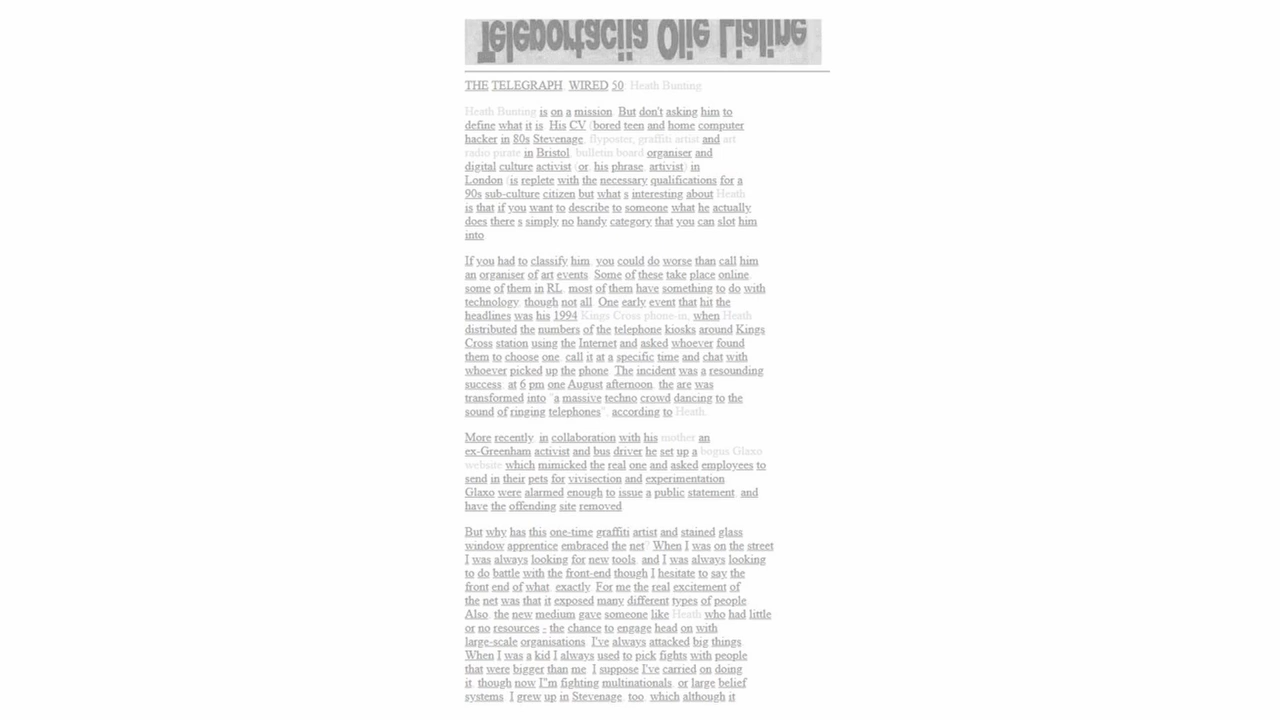 Teleportacija Olie Lialine
THE TELEGRAPH, WIRED 50: Heath Bunting
Heath Bunting is on a mission. But don't asking him to
define what it is. His CV (bored teen and home computer
hacker in 80s Stevenage, flyposter, graffiti artist and art
radio pirate in Bristol, bulletin board organiser and
digital culture activist (or, his phrase, artivist) in
London (is replete with the necessary qualifications for a
90s sub-culture citizen but what s interesting about Heath
is that if you want to describe to someone what he actually
does there s simply no handy category that you can slot him
into
If you had to classify him, you could do worse than call him
an organiser of art events. Some of these take place online,
some of them in RL, most of them have something to do with
technology, though not all. One early event that hit the
headlines was his 1994 Kings Cross phone-in, when Heath
distributed the numbers of the telephone kiosks around Kings
Cross station using the Internet and asked whoever found
them to choose one, call it at a specific time and chat with
whoever picked up the phone. The incident was a resounding
success, at 6 pm one August afternoon, the are was
transformed into "a massive techno crowd dancing to the
sound of ringing telephones", according to Heath.
More recently, in collaboration with his mother an
ex-Greenham activist and bus driver he set up a bogus Glaxo
website which mimicked the real one and asked employees to
send in their pets for vivisection and experimentation
Glaxo were alarmed enough to issue a public statement, and
have the offending site removed
But why has this one-time graffiti artist and stained glass
window apprentice embraced the net? When I was on the street
I was always looking for new tools, and I was always looking
to do battle with the front-end though I hesitate to say the
front end of what, exactly. For me the real excitement of
the net was that it exposed many different types of people
Also, the new medium gave someone like Heath who had little
or no resources - the chance to engage head on with
large-scale organisations. I've always attacked big things.
When I was a kid I always used to pick fights with people
that were bigger than me. I suppose I've carried on doing
it, though now I"m fighting multinationals, or large belief
systems. I grew up in Stevenage, too, which although it